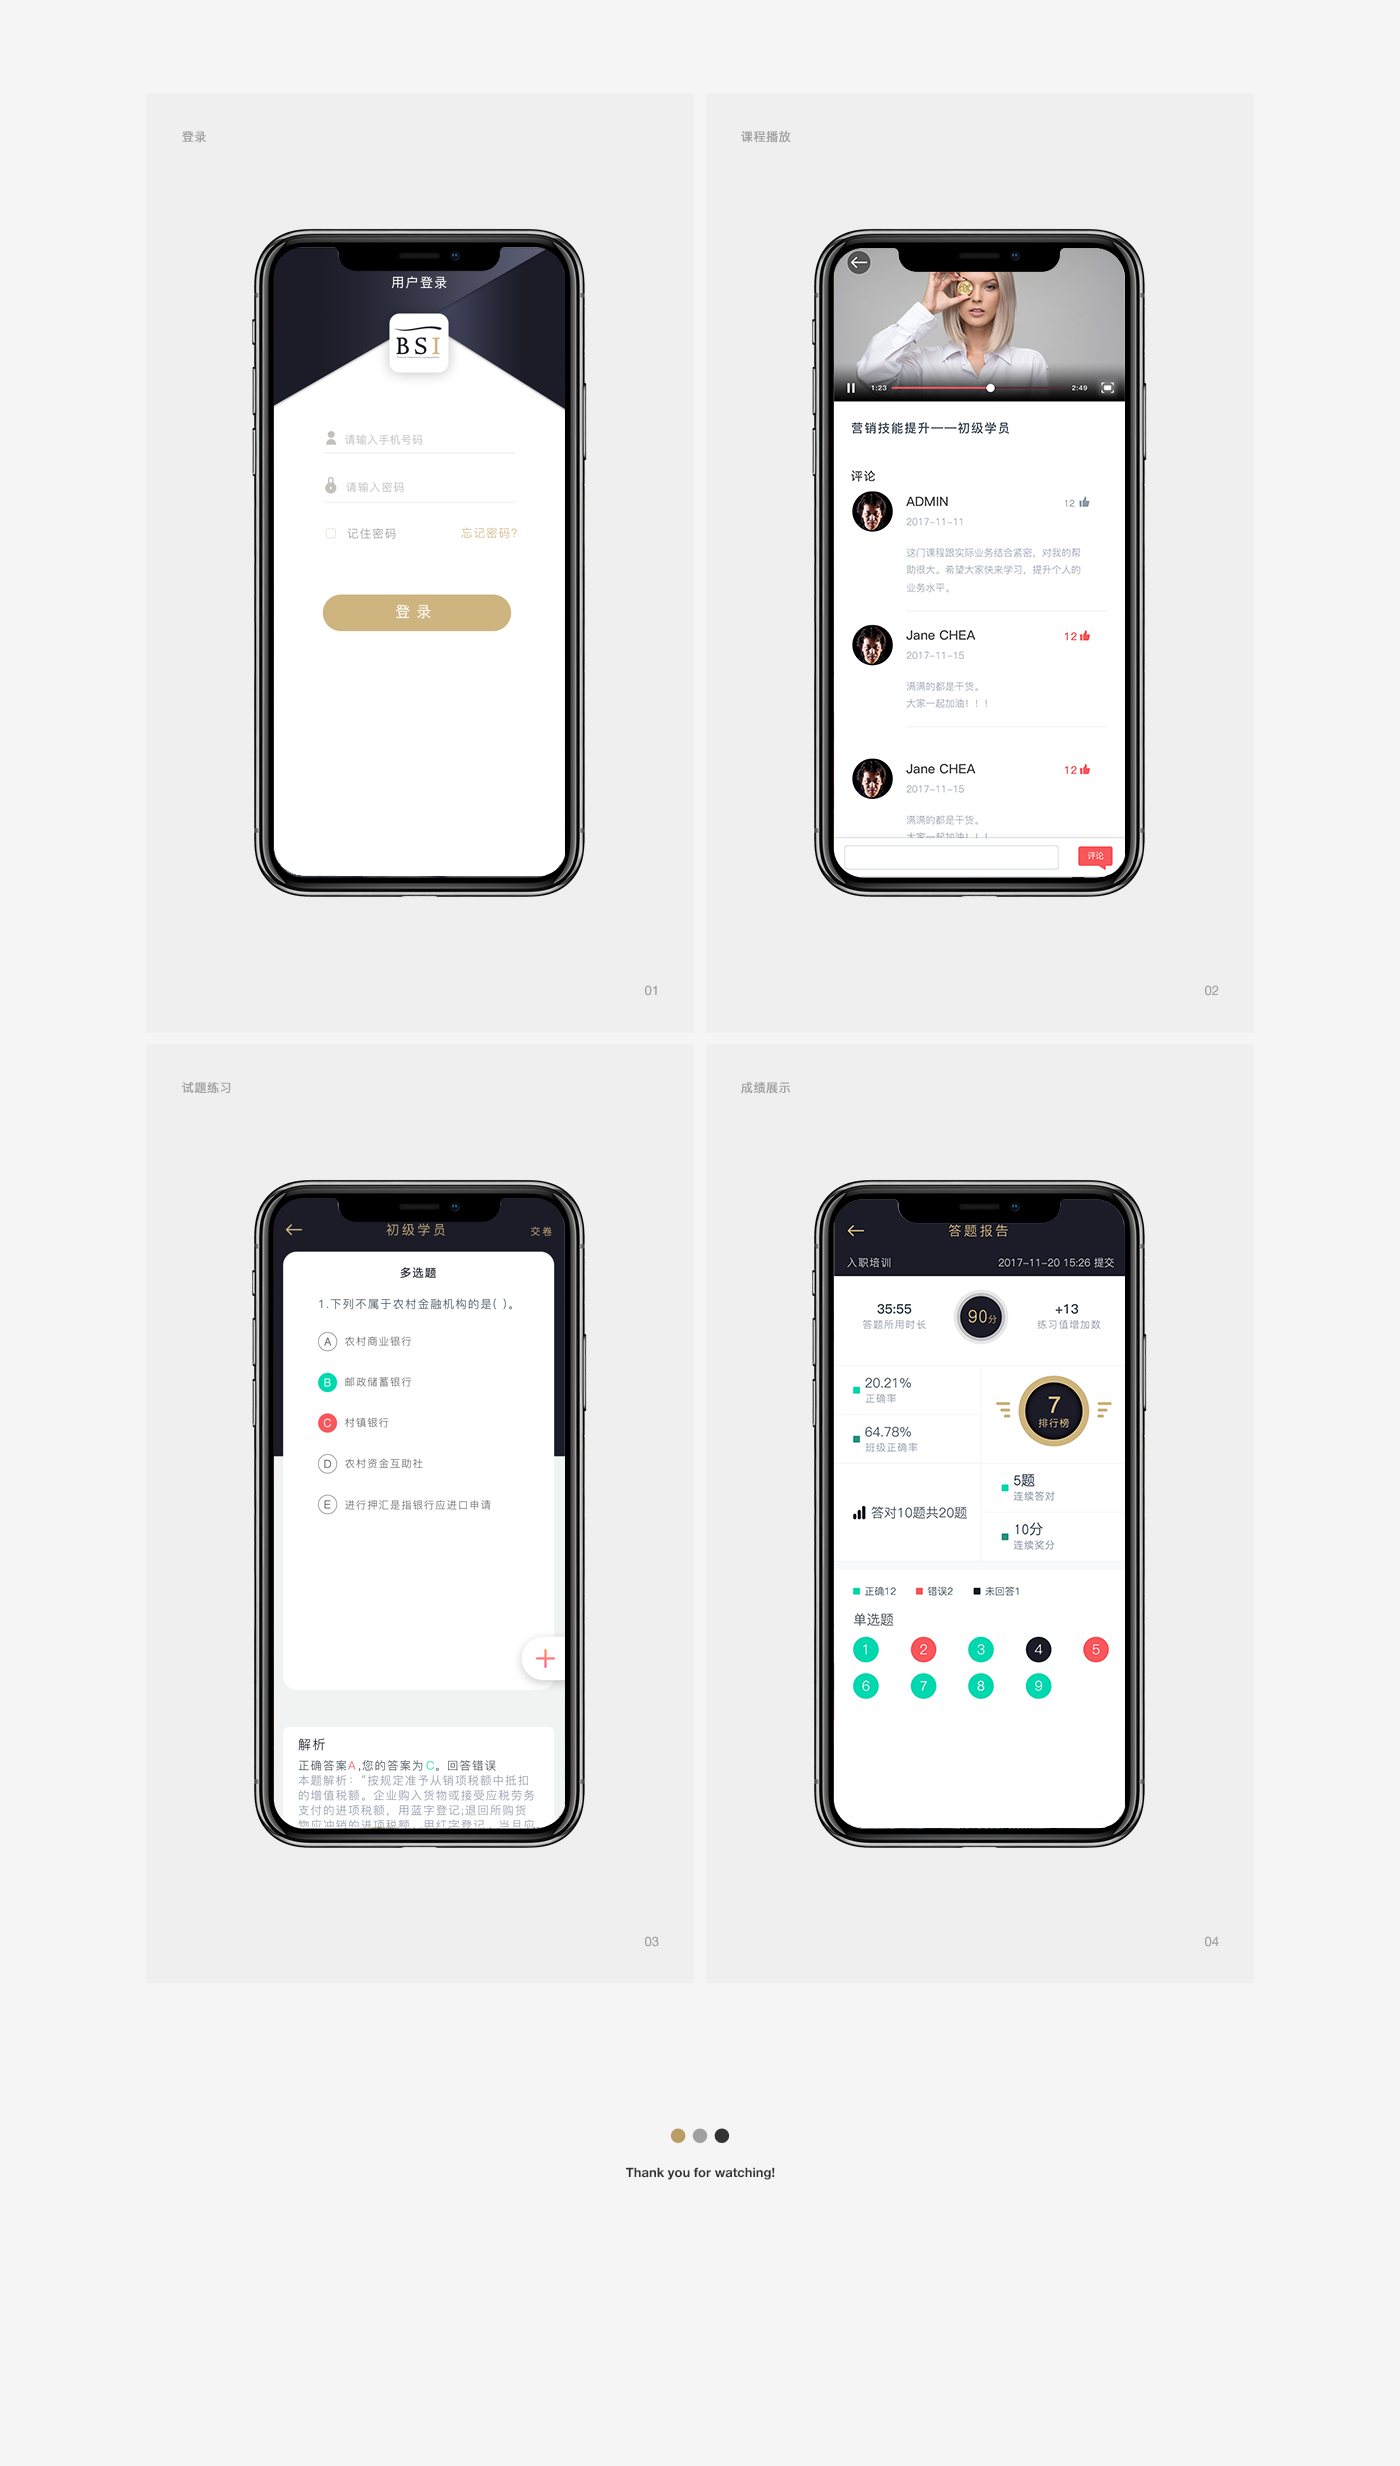 登录
用户登录
BSI
请输入手机号码
请输入密码
记住密码 忘记密码?
登 录
01
课程播放
1:23 2:49
营销技能提升——初级学员
评论
ADMIN 12
2017-11-11
这门课程跟实际业务结合紧密，对我的帮
助很大。希望大家快来学习，提升个人的
业务水平。
Jane CHEA 12
2017-11-15
满满的都是干货。
大家一起加油！！！
Jane CHEA 12
2017-11-15
满满的都是干货。
大家一起加油！！！
评论
02
试题练习
初级学员 交卷
多选题
1.下列不属于农村金融机构的是( )。
A 农村商业银行
B 邮政储蓄银行
C 村镇银行
D 农村资金互助社
E 进行押汇是指银行应进口申请
解析
正确答案A,您的答案为C。回答错误
本题解析：“按规定准予从销项税额中抵扣
的增值税额。企业购入货物或接受应税劳务
支付的进项税额，用蓝字登记;退回所购货
物应冲销的进项税额，用红字登记。当月应
03
成绩展示
答题报告
入职培训 2017-11-20 15:26 提交
35:55 90分 +13
答题所用时长 练习值增加数
20.21%
正确率
64.78%
班级正确率
7
排行榜
答对10题共20题
5题
连续答对
10分
连续奖分
正确12 错误2 未回答1
单选题
1 2 3 4 5
6 7 8 9
04
Thank you for watching!